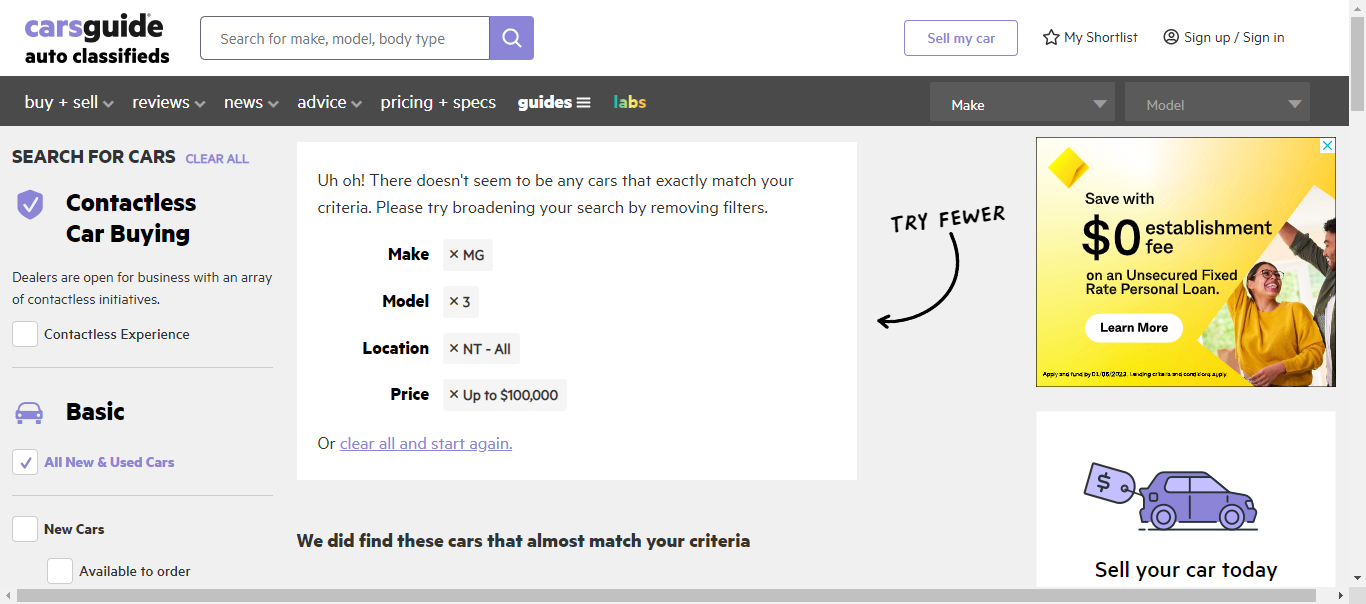 carsguide
auto classifieds
Search for make, model, body type
Sell my car
My Shortlist
Sign up / Sign in
buy + sell
reviews
news
advice
pricing + specs
guides
labs
Make
Model
SEARCH FOR CARS CLEAR ALL
Contactless
Car Buying
Dealers are open for business with an array
of contactless initiatives.
Contactless Experience
Basic
All New & Used Cars
New Cars
Available to order
Uh oh! There doesn't seem to be any cars that exactly match your
criteria. Please try broadening your search by removing filters.
Make × MG
Model × 3
Location × NT - All
Price × Up to $100,000
Or clear all and start again.
TRY FEWER
We did find these cars that almost match your criteria
Save with
$0 establishment
fee
on an Unsecured Fixed
Rate Personal Loan.
Learn More
Apply and fund by 01/06/2023. Lending criteria and conditions apply.
$
Sell your car today